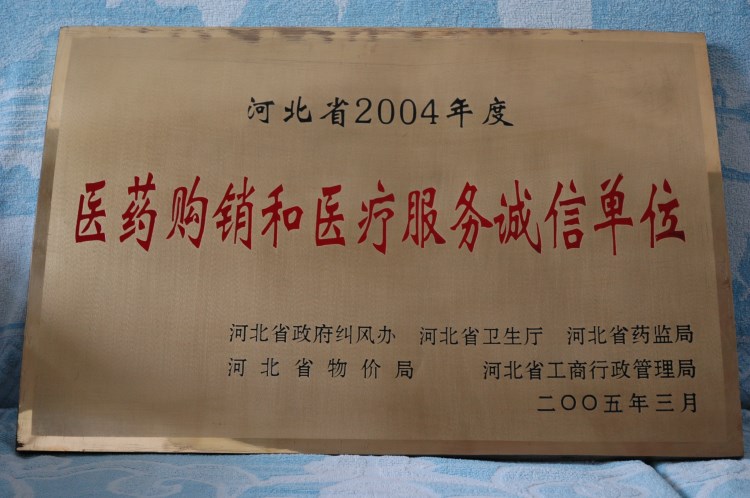 河北省2004年度
医药购销和医疗服务诚信单位
河北省政府纠风办 河北省卫生厅 河北省药监局
河北省物价局 河北省工商行政管理局
二〇〇五年三月